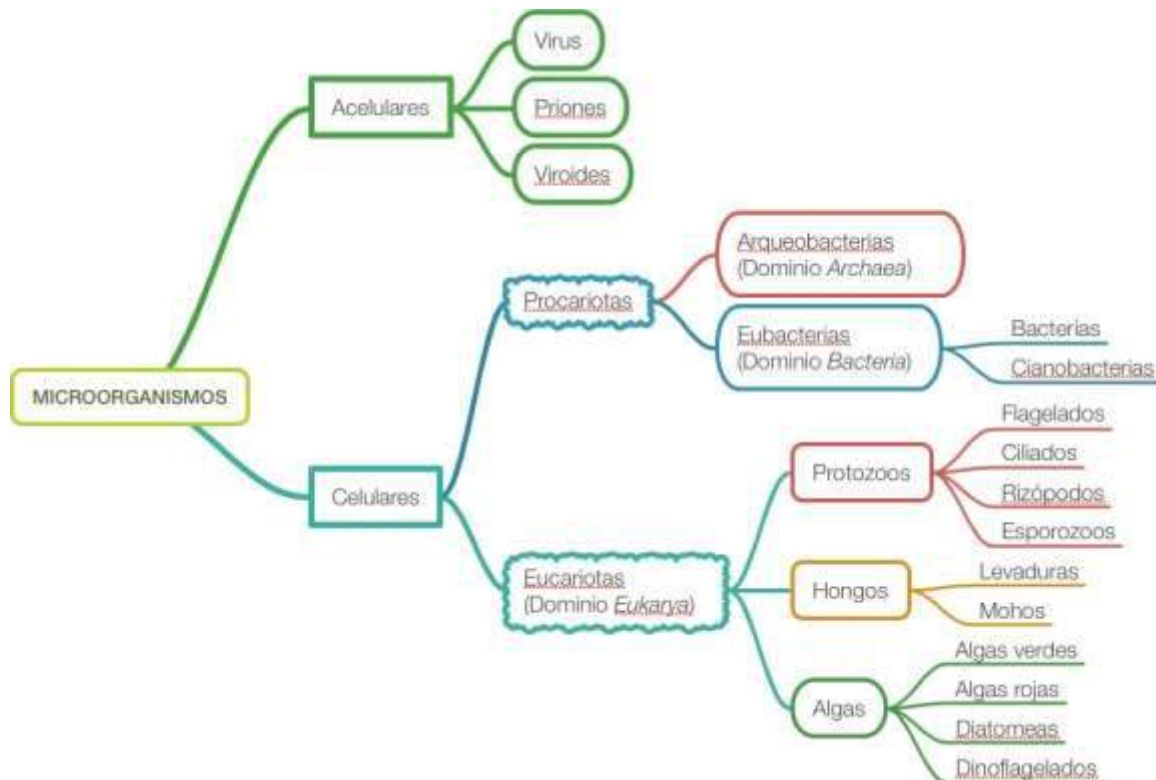 Virus
Acelulares
Priones
Viroides
Arqueobacterias
(Dominio Archaea)
Procariotas
Eubacterias
(Dominio Bacteria)
Bacterias
Cianobacterias
MICROORGANISMOS
Celulares
Flagelados
Protozoos
Ciliados
Rizópodos
Esporozoos
Eucariotas
(Dominio Eukarya)
Hongos
Levaduras
Mohos
Algas
Algas verdes
Algas rojas
Diatomeas
Dinoflagelados